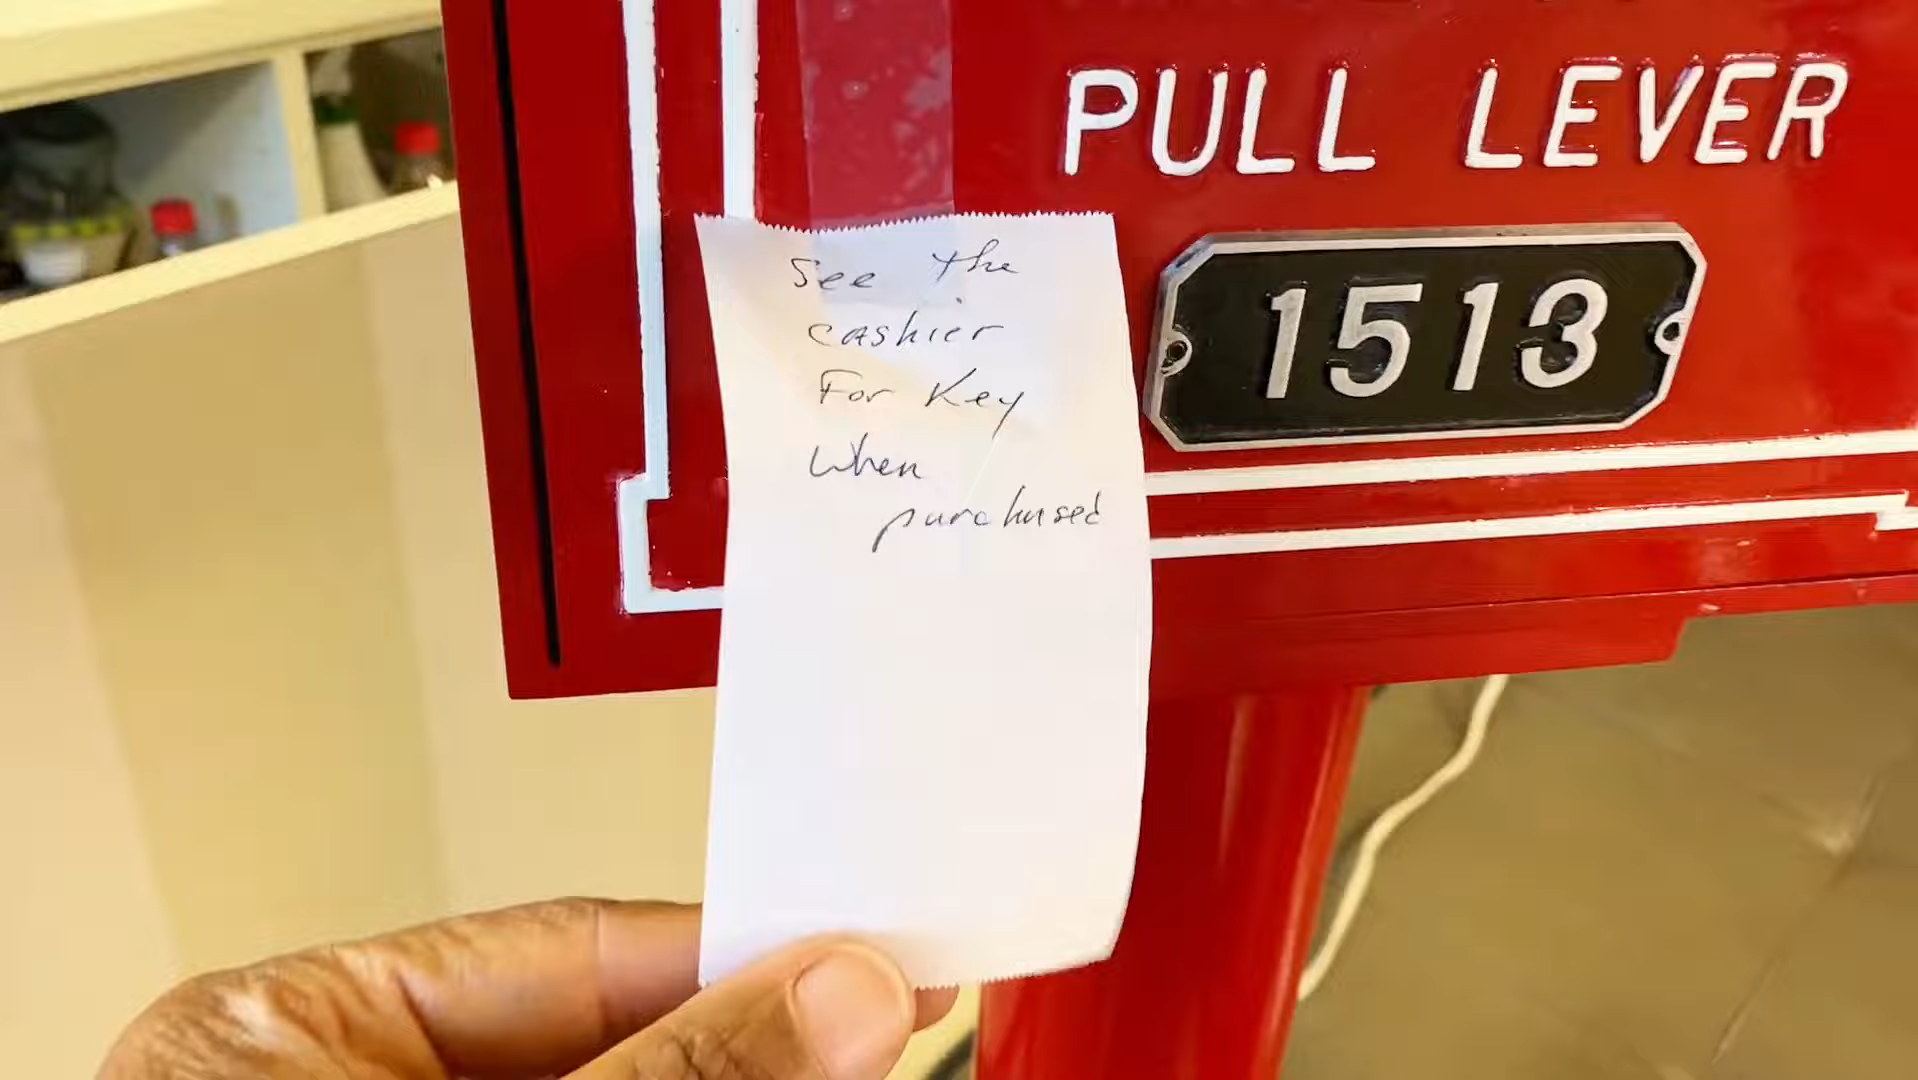 PULL LEVER
1513
See the
cashier
For Key
When
purchased